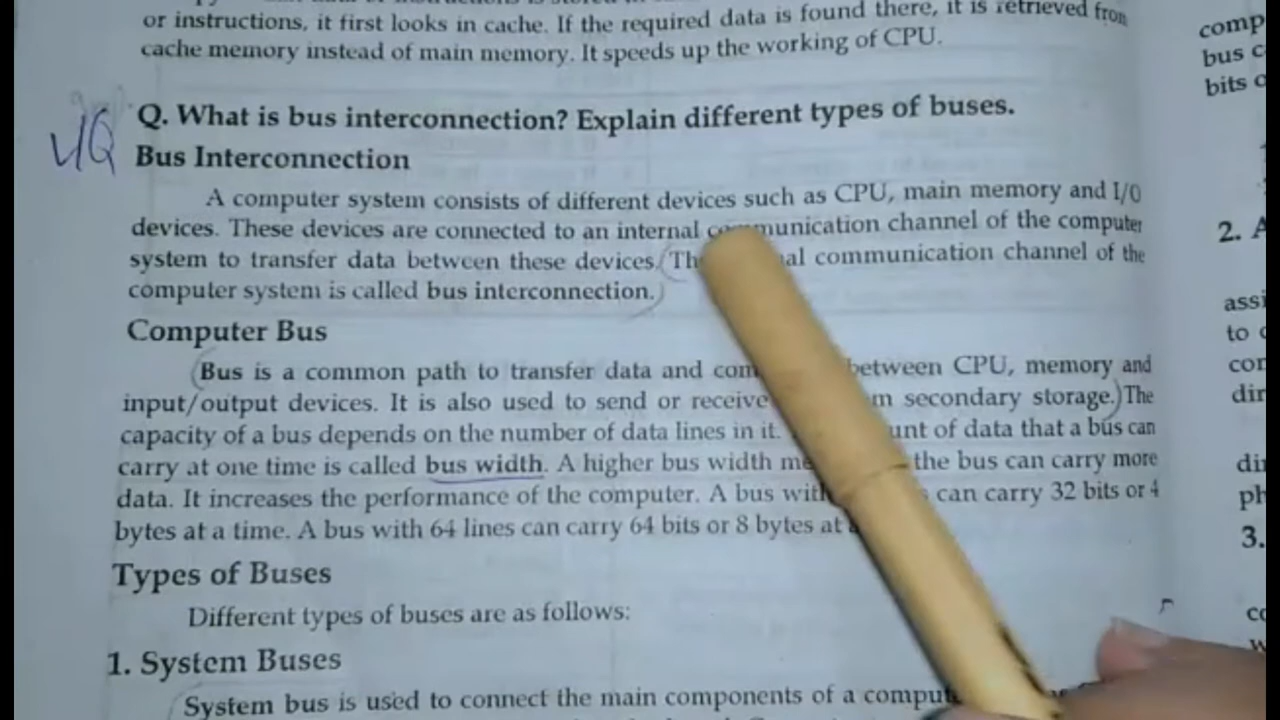 or instructions, it first looks in cache. If the required data is found there, it is retrieved from
cache memory instead of main memory. It speeds up the working of CPU.
Q. What is bus interconnection? Explain different types of buses.
Bus Interconnection
A computer system consists of different devices such as CPU, main memory and I/O
devices. These devices are connected to an internal communication channel of the computer
system to transfer data between these devices. communication channel of the
computer system is called bus interconnection.
Computer Bus
Bus is a common path to transfer data and between CPU, memory and
input/output devices. It is also used to send or receive secondary storage. The
capacity of a bus depends on the number of data lines in it. of data that a bus can
carry at one time is called bus width. A higher bus width the bus can carry more
data. It increases the performance of the computer. A bus with can carry 32 bits or 4
bytes at a time. A bus with 64 lines can carry 64 bits or 8 bytes at
Types of Buses
Different types of buses are as follows:
1. System Buses
System bus is used to connect the main components of a
bus
bits
2.
to
3.